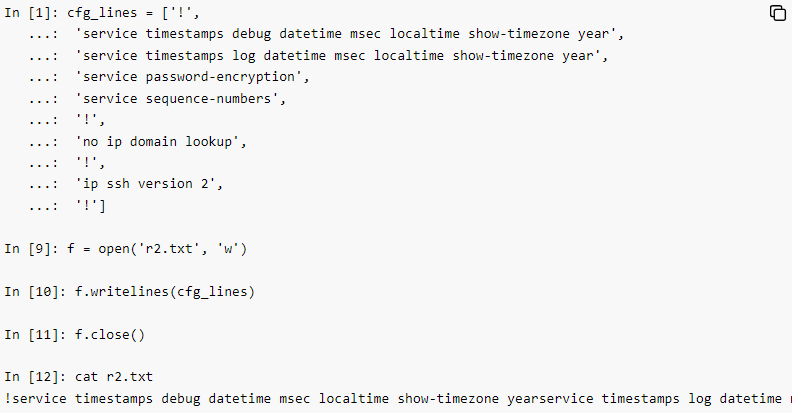 In [1]: cfg_lines = ['!',
   ...:  'service timestamps debug datetime msec localtime show-timezone year',
   ...:  'service timestamps log datetime msec localtime show-timezone year',
   ...:  'service password-encryption',
   ...:  'service sequence-numbers',
   ...:  '!',
   ...:  'no ip domain lookup',
   ...:  '!',
   ...:  'ip ssh version 2',
   ...:  '!']
In [9]: f = open('r2.txt', 'w')
In [10]: f.writelines(cfg_lines)
In [11]: f.close()
In [12]: cat r2.txt
!service timestamps debug datetime msec localtime show-timezone yearservice timestamps log datetime